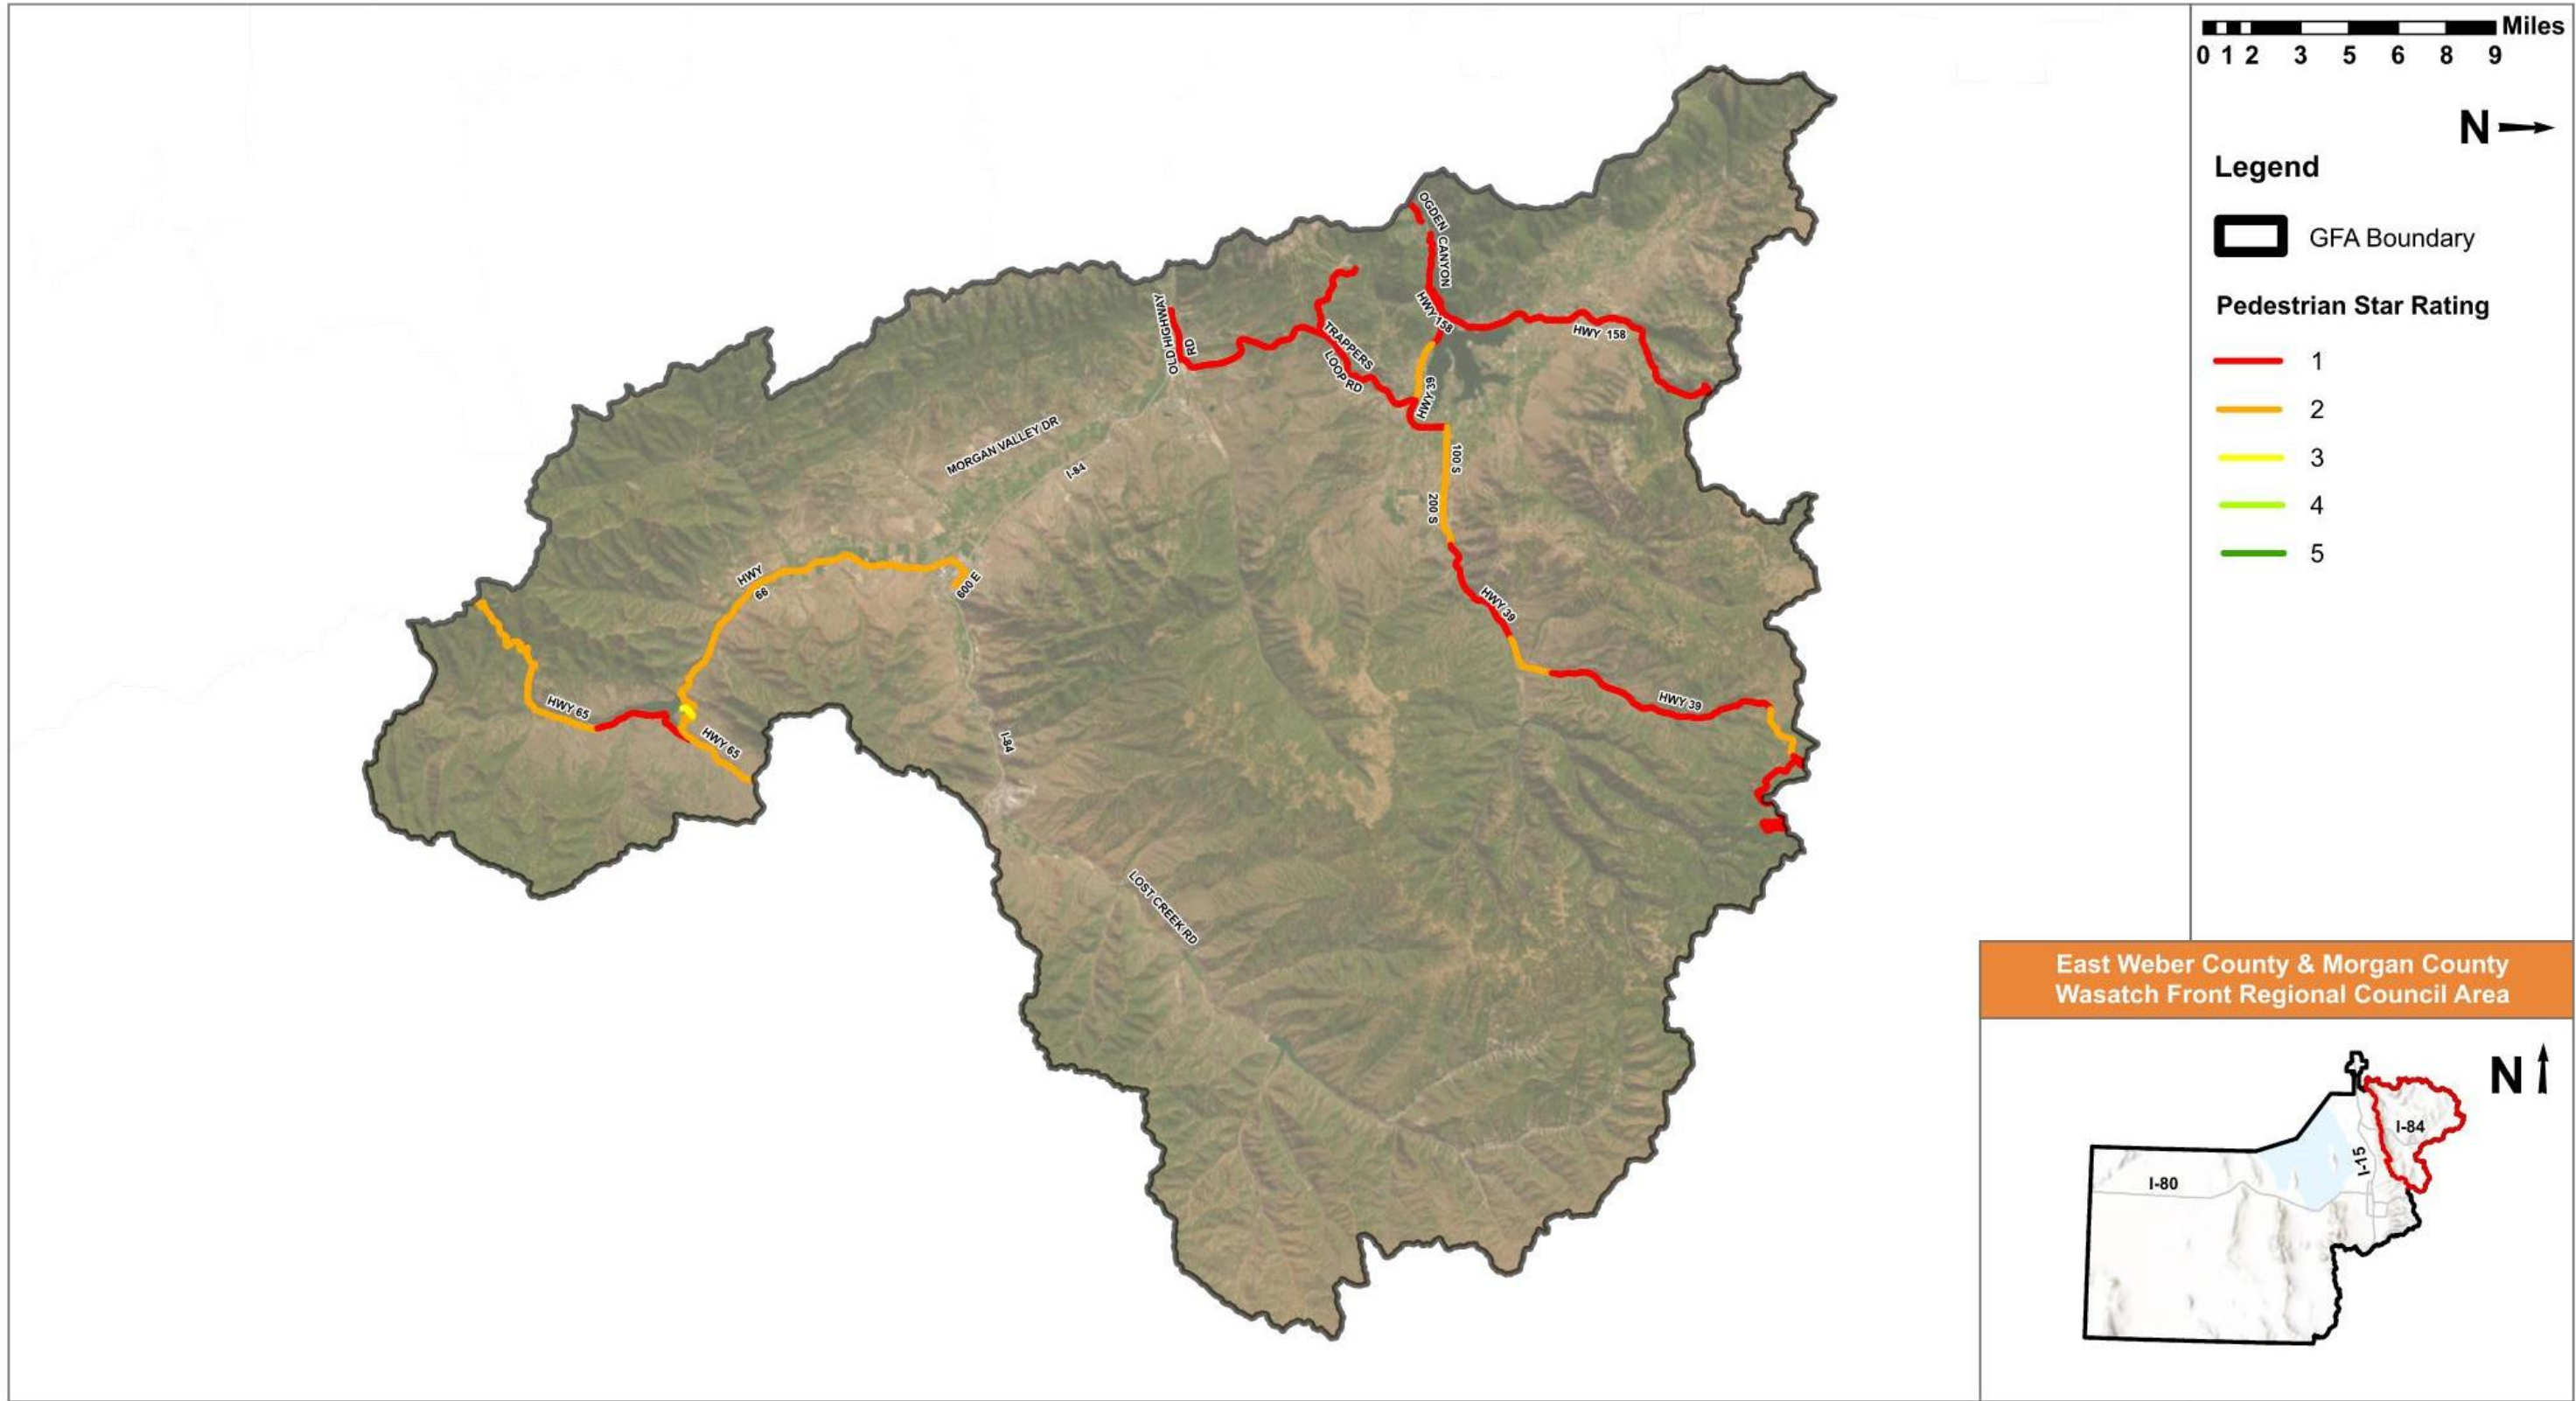 Miles
0 1 2 3 5 6 8 9
N
Legend
GFA Boundary
Pedestrian Star Rating
1
2
3
4
5
OGDEN CANYON
HWY 158
HWY 158
OLD HIGHWAY
RD
TRAPPERS
LOOP RD
HWY 39
100 S
200 S
MORGAN VALLEY DR
I-84
HWY
66
600 E
HWY 39
HWY 39
HWY 65
HWY 65
I-84
LOST CREEK RD
East Weber County & Morgan County
Wasatch Front Regional Council Area
N
I-84
I-15
I-80